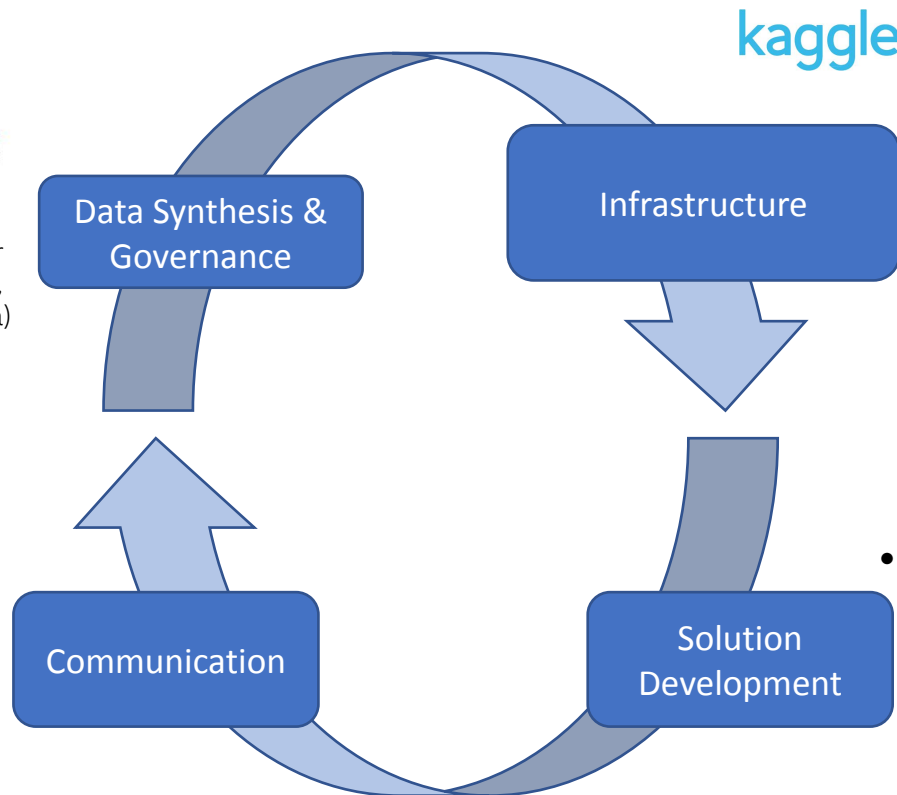 kaggle
Data Synthesis &
Governance
Infrastructure
)
•
Communication
Solution
Development